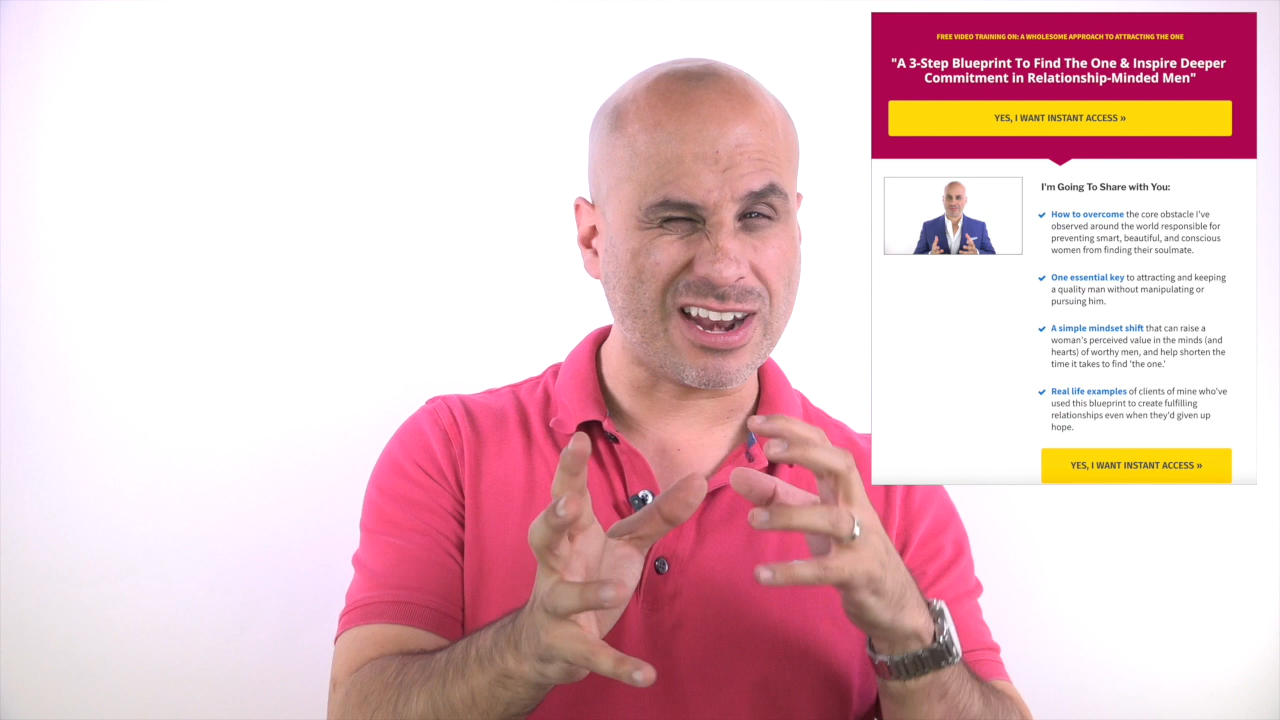 FREE VIDEO TRAINING ON: A WHOLESOME APPROACH TO ATTRACTING THE ONE
"A 3-Step Blueprint To Find The One & Inspire Deeper
Commitment in Relationship-Minded Men"
YES, I WANT INSTANT ACCESS »
I'm Going To Share with You:
How to overcome the core obstacle I've
observed around the world responsible for
preventing smart, beautiful, and conscious
women from finding their soulmate.
One essential key to attracting and keeping
a quality man without manipulating or
pursuing him.
A simple mindset shift that can raise a
woman's perceived value in the minds (and
hearts) of worthy men, and help shorten the
time it takes to find 'the one.'
Real life examples of clients of mine who've
used this blueprint to create fulfilling
relationships even when they'd given up
hope.
YES, I WANT INSTANT ACCESS »